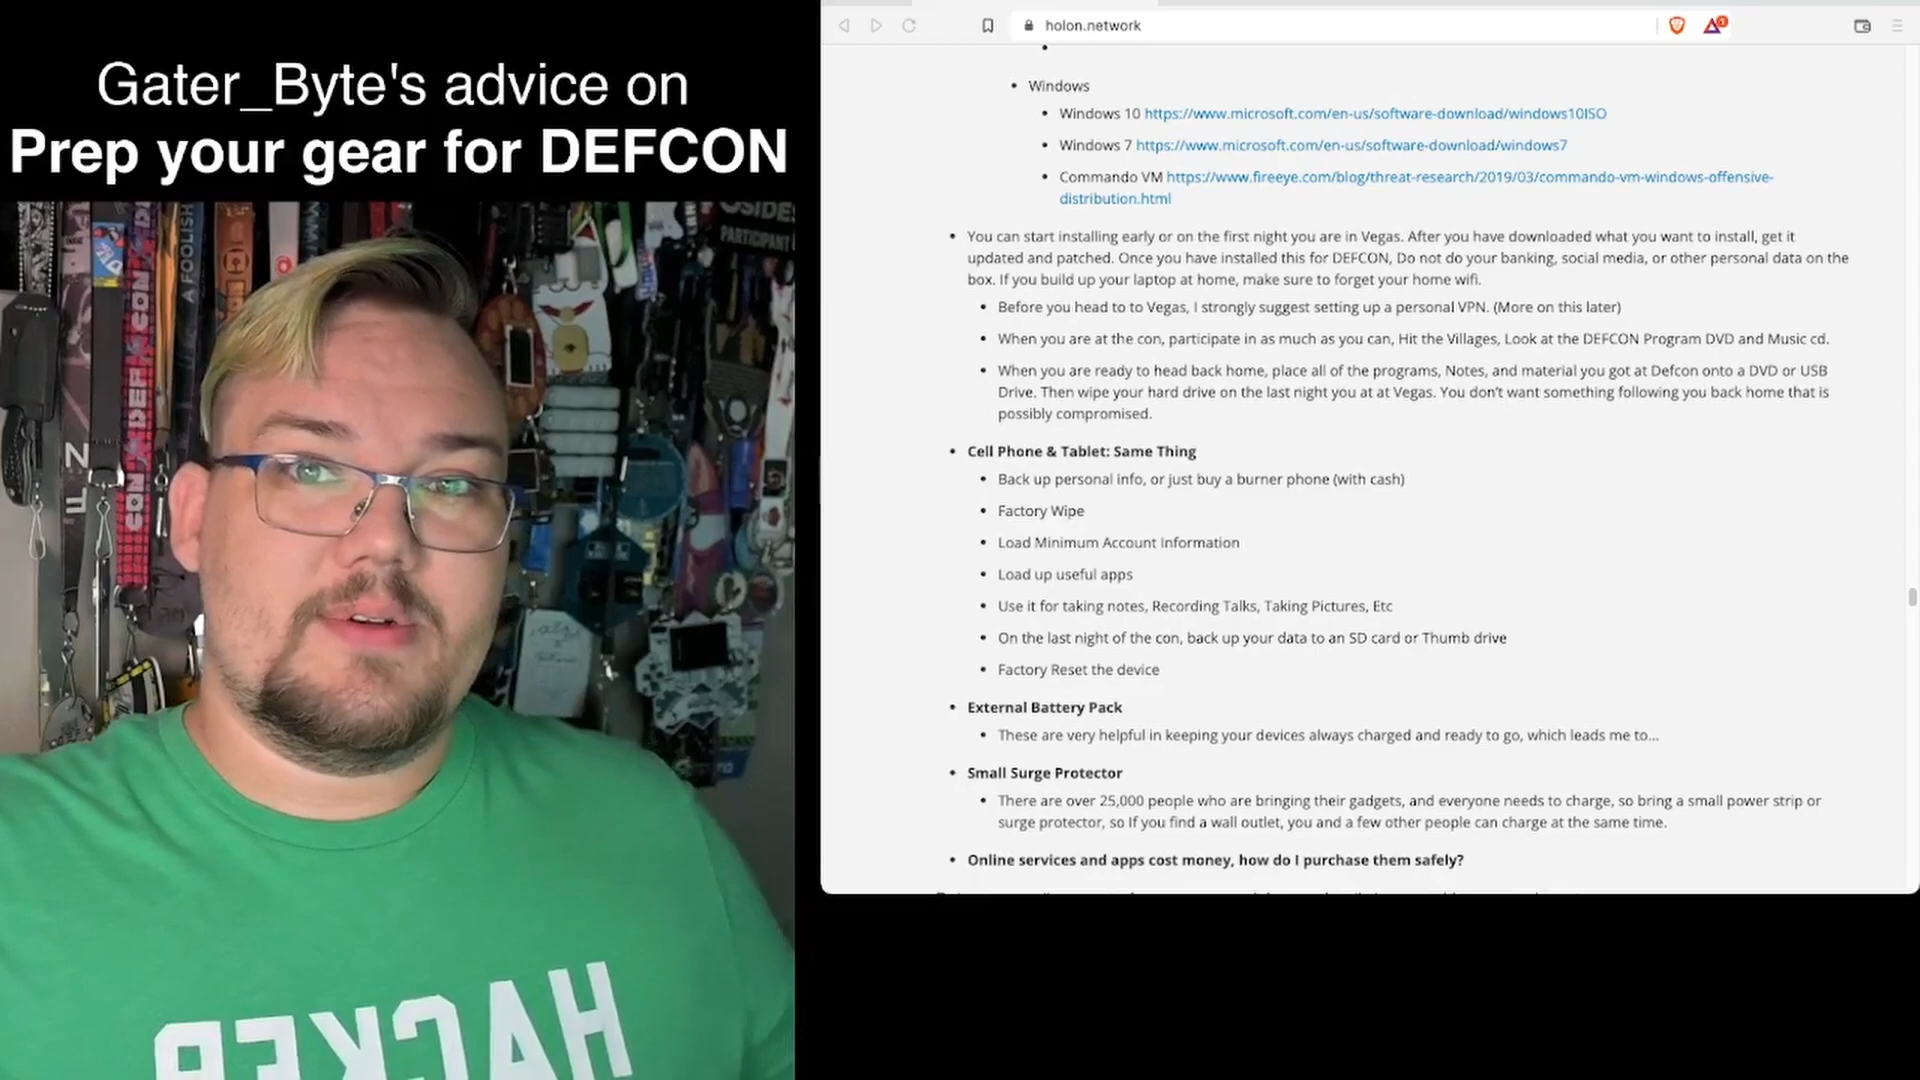 Gater_Byte's advice on
Prep your gear for DEFCON
SIDES
PARTICIPANT
A FOOLISH
CON
DEF
CON
HACKER
holon.network
• Windows
• Windows 10 https://www.microsoft.com/en-us/software-download/windows10ISO
• Windows 7 https://www.microsoft.com/en-us/software-download/windows7
• Commando VM https://www.fireeye.com/blog/threat-research/2019/03/commando-vm-windows-offensive-
distribution.html
• You can start installing early or on the first night you are in Vegas. After you have downloaded what you want to install, get it
updated and patched. Once you have installed this for DEFCON, Do not do your banking, social media, or other personal data on the
box. If you build up your laptop at home, make sure to forget your home wifi.
• Before you head to to Vegas, I strongly suggest setting up a personal VPN. (More on this later)
• When you are at the con, participate in as much as you can, Hit the Villages, Look at the DEFCON Program DVD and Music cd.
• When you are ready to head back home, place all of the programs, Notes, and material you got at Defcon onto a DVD or USB
Drive. Then wipe your hard drive on the last night you at at Vegas. You don't want something following you back home that is
possibly compromised.
• Cell Phone & Tablet: Same Thing
• Back up personal info, or just buy a burner phone (with cash)
• Factory Wipe
• Load Minimum Account Information
• Load up useful apps
• Use it for taking notes, Recording Talks, Taking Pictures, Etc
• On the last night of the con, back up your data to an SD card or Thumb drive
• Factory Reset the device
• External Battery Pack
• These are very helpful in keeping your devices always charged and ready to go, which leads me to...
• Small Surge Protector
• There are over 25,000 people who are bringing their gadgets, and everyone needs to charge, so bring a small power strip or
surge protector, so If you find a wall outlet, you and a few other people can charge at the same time.
• Online services and apps cost money, how do I purchase them safely?